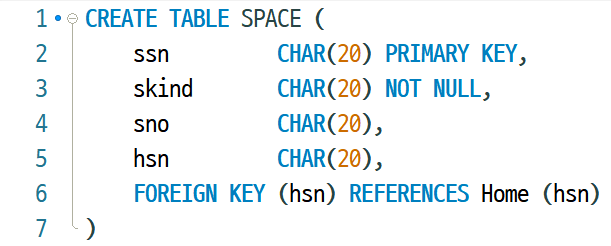 1 CREATE TABLE SPACE (
2 ssn CHAR(20) PRIMARY KEY,
3 skind CHAR(20) NOT NULL,
4 sno CHAR(20),
5 hsn CHAR(20),
6 FOREIGN KEY (hsn) REFERENCES Home (hsn)
7 )